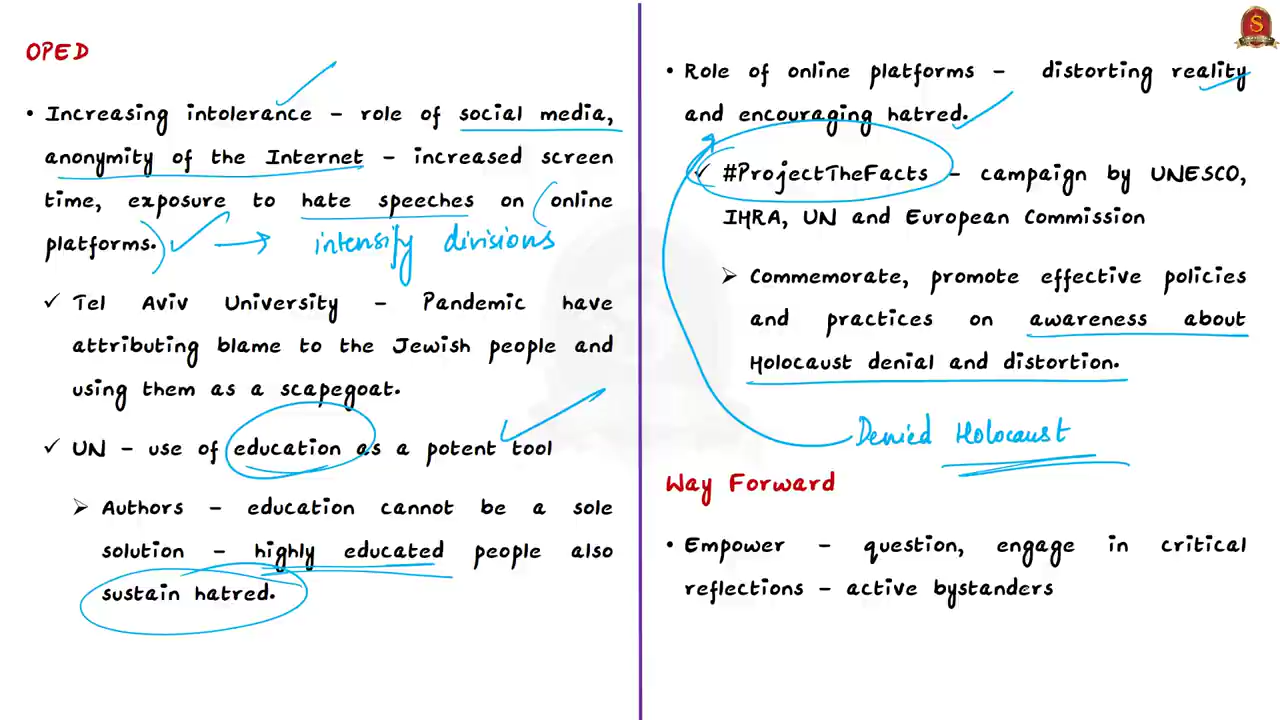 OPED
• Increasing intolerance – role of social media,
anonymity of the Internet – increased screen
time, exposure to hate speeches on online
platforms.
→ intensify divisions
✓ Tel Aviv University – Pandemic have
attributing blame to the Jewish people and
using them as a scapegoat.
✓ UN – use of education as a potent tool
➢ Authors – education cannot be a sole
solution – highly educated people also
sustain hatred.
• Role of online platforms – distorting reality
and encouraging hatred.
✓ #ProjectTheFacts – campaign by UNESCO,
IHRA, UN and European Commission
➢ Commemorate, promote effective policies
and practices on awareness about
Holocaust denial and distortion.
Denied Holocaust
Way Forward
• Empower – question, engage in critical
reflections – active bystanders
S